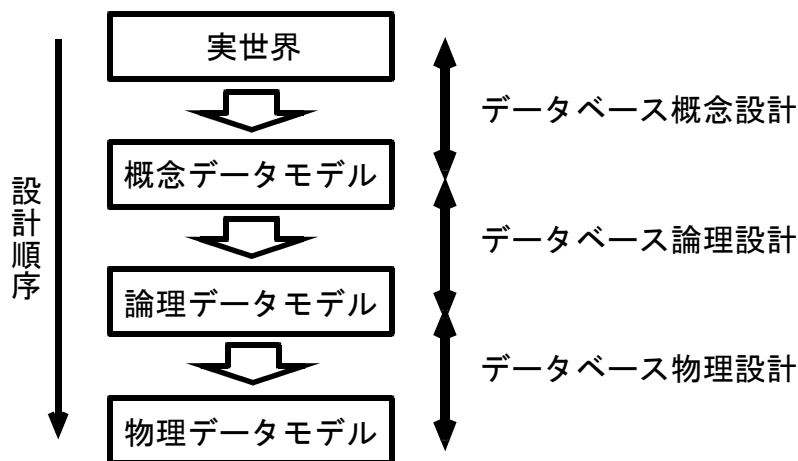 実世界
データベース概念設計
概念データモデル
設計順序
データベース論理設計
論理データモデル
データベース物理設計
物理データモデル